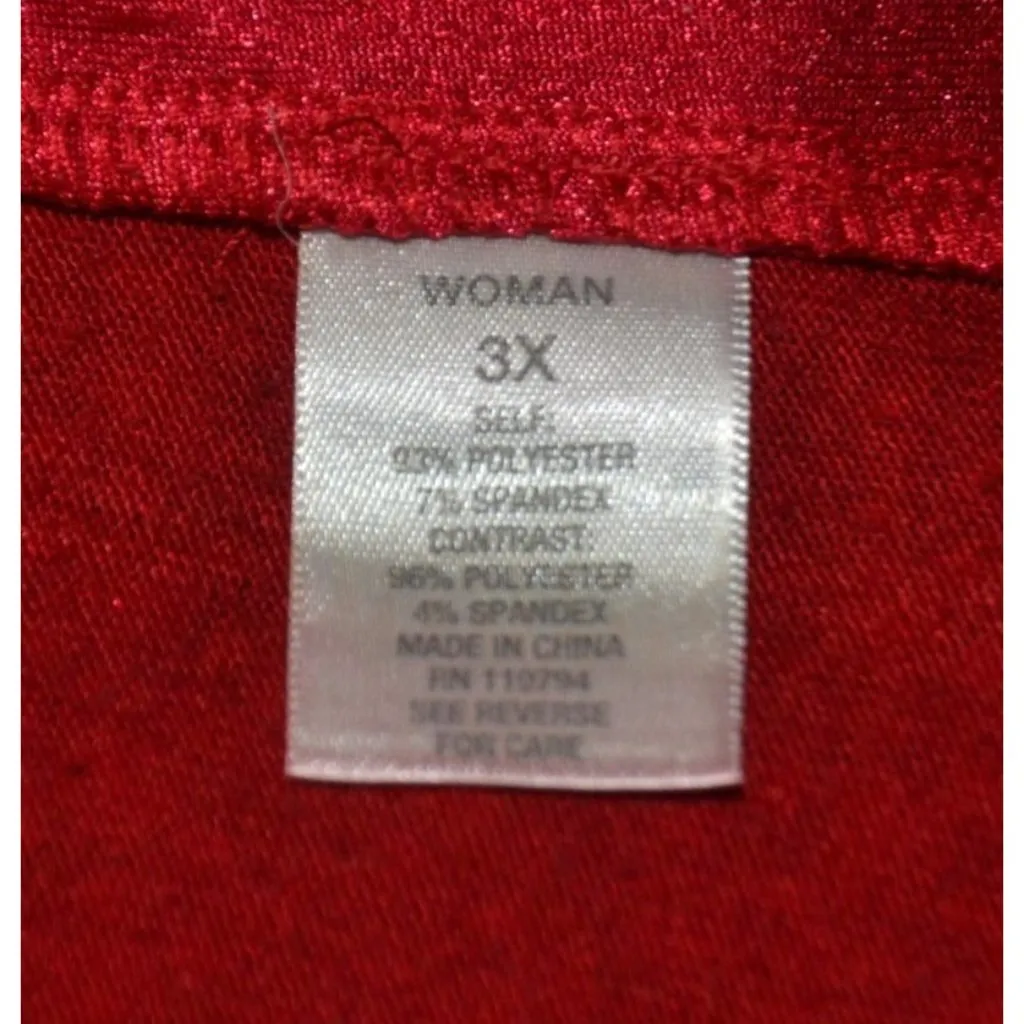 WOMAN
3X
SELF:
93% POLYESTER
7% SPANDEX
CONTRAST:
96% POLYESTER
4% SPANDEX
MADE IN CHINA
RN 110794
SEE REVERSE
FOR CARE